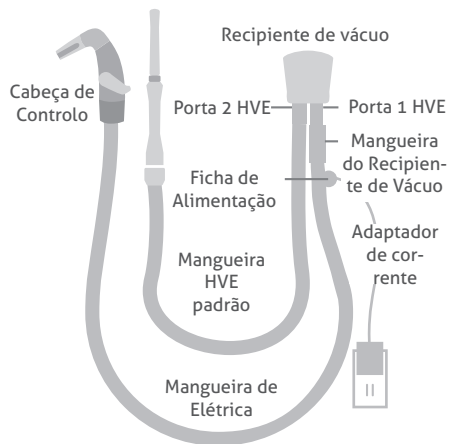 Recipiente de vácuo
Cabeça de
Controlo
Porta 2 HVE
Porta 1 HVE
Mangueira
do Recipien-
te de Vácuo
Ficha de
Alimentação
Adaptador
de cor-
rente
Mangueira
HVE
padrão
Mangueira de
Elétrica